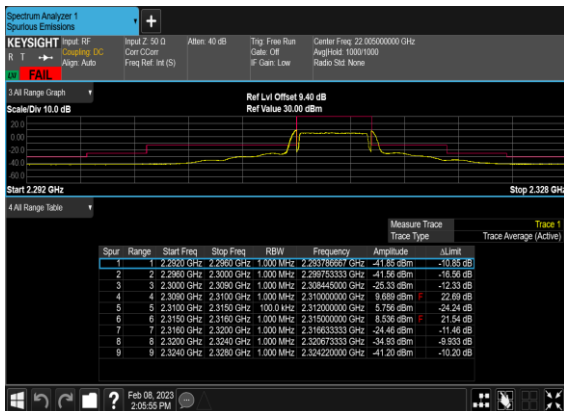 Spectrum Analyzer 1
Spurious Emissions
+
KEYSIGHT Input: RF Input Z: 50 Ω Atten: 40 dB Trig: Free Run Center Freq: 22.005000000 GHz
R T Coupling: DC Corr CCorr Gate: Off Avg|Hold: 1000/1000
Align: Auto Freq Ref: Int (S) IF Gain: Low Radio Std: None
FAIL
3 All Range Graph
Ref Lvl Offset 9.40 dB
Scale/Div 10.0 dB Ref Value 30.00 dBm
20.0
0.00
-20.0
-40.0
-60.0
Start 2.292 GHz Stop 2.328 GHz
4 All Range Table
Measure Trace Trace 1
Trace Type Trace Average (Active)
Spur Range Start Freq Stop Freq RBW Frequency Amplitude ΔLimit
1 1 2.2920 GHz 2.2960 GHz 1.000 MHz 2.293786667 GHz -41.85 dBm -10.85 dB
2 2 2.2960 GHz 2.3000 GHz 1.000 MHz 2.299753333 GHz -41.56 dBm -16.56 dB
3 3 2.3000 GHz 2.3090 GHz 1.000 MHz 2.308445000 GHz -25.33 dBm -12.33 dB
4 4 2.3090 GHz 2.3100 GHz 1.000 MHz 2.310000000 GHz 9.689 dBm F 22.69 dB
5 5 2.3100 GHz 2.3150 GHz 100.0 kHz 2.312000000 GHz 5.756 dBm -24.24 dB
6 6 2.3150 GHz 2.3160 GHz 1.000 MHz 2.315000000 GHz 8.536 dBm F 21.54 dB
7 7 2.3160 GHz 2.3200 GHz 1.000 MHz 2.316633333 GHz -24.46 dBm -11.46 dB
8 8 2.3200 GHz 2.3240 GHz 1.000 MHz 2.320673333 GHz -34.93 dBm -9.933 dB
9 9 2.3240 GHz 2.3280 GHz 1.000 MHz 2.324220000 GHz -41.20 dBm -10.20 dB
? Feb 08, 2023
2:05:55 PM